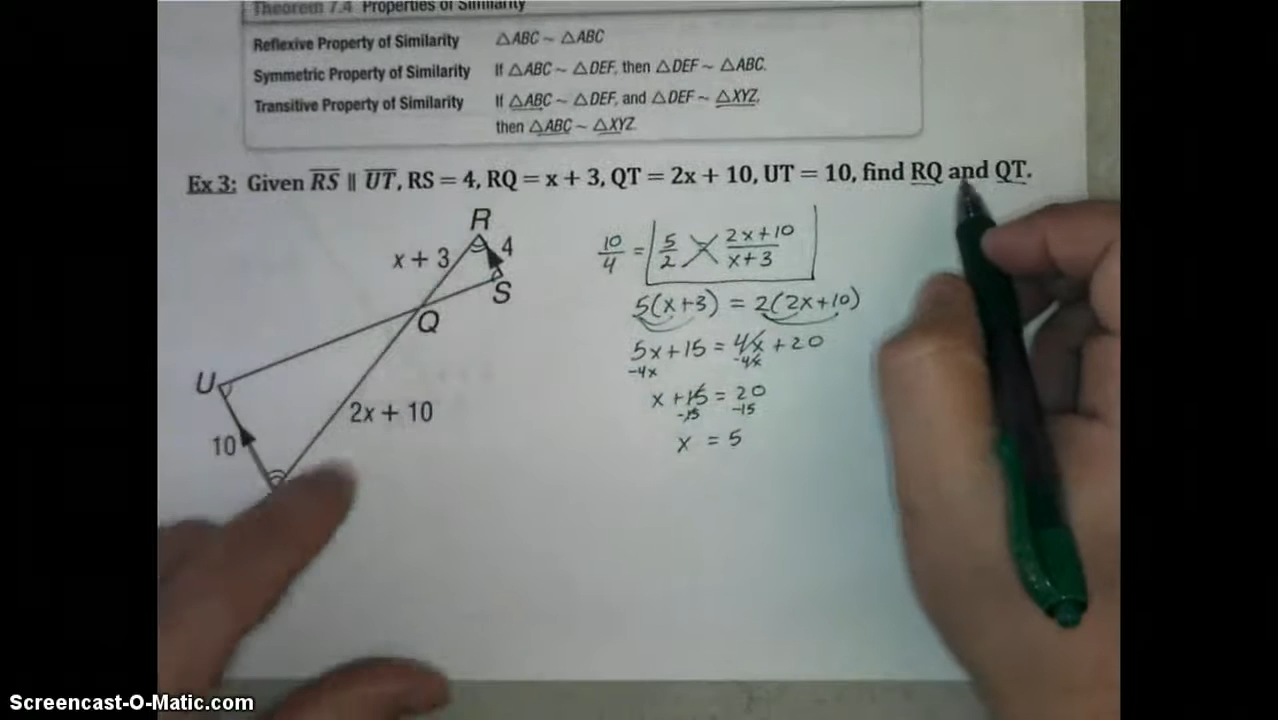 Theorem 7.4 Properties of Similarity
Reflexive Property of Similarity △ABC ~ △ABC
Symmetric Property of Similarity If △ABC ~ △DEF, then △DEF ~ △ABC.
Transitive Property of Similarity If △ABC ~ △DEF, and △DEF ~ △XYZ,
then △ABC ~ △XYZ.
Ex 3: Given R̅S̅ ∥ U̅T̅, RS = 4, RQ = x + 3, QT = 2x + 10, UT = 10, find RQ and QT.
R
x + 3
4
S
Q
U
2x + 10
10
10/4 = 5/2 = (2x+10)/(x+3)
5(x+3) = 2(2x+10)
5x+15 = 4x+20
-4x -4x
x+15 = 20
-15 -15
x = 5
Screencast-O-Matic.com